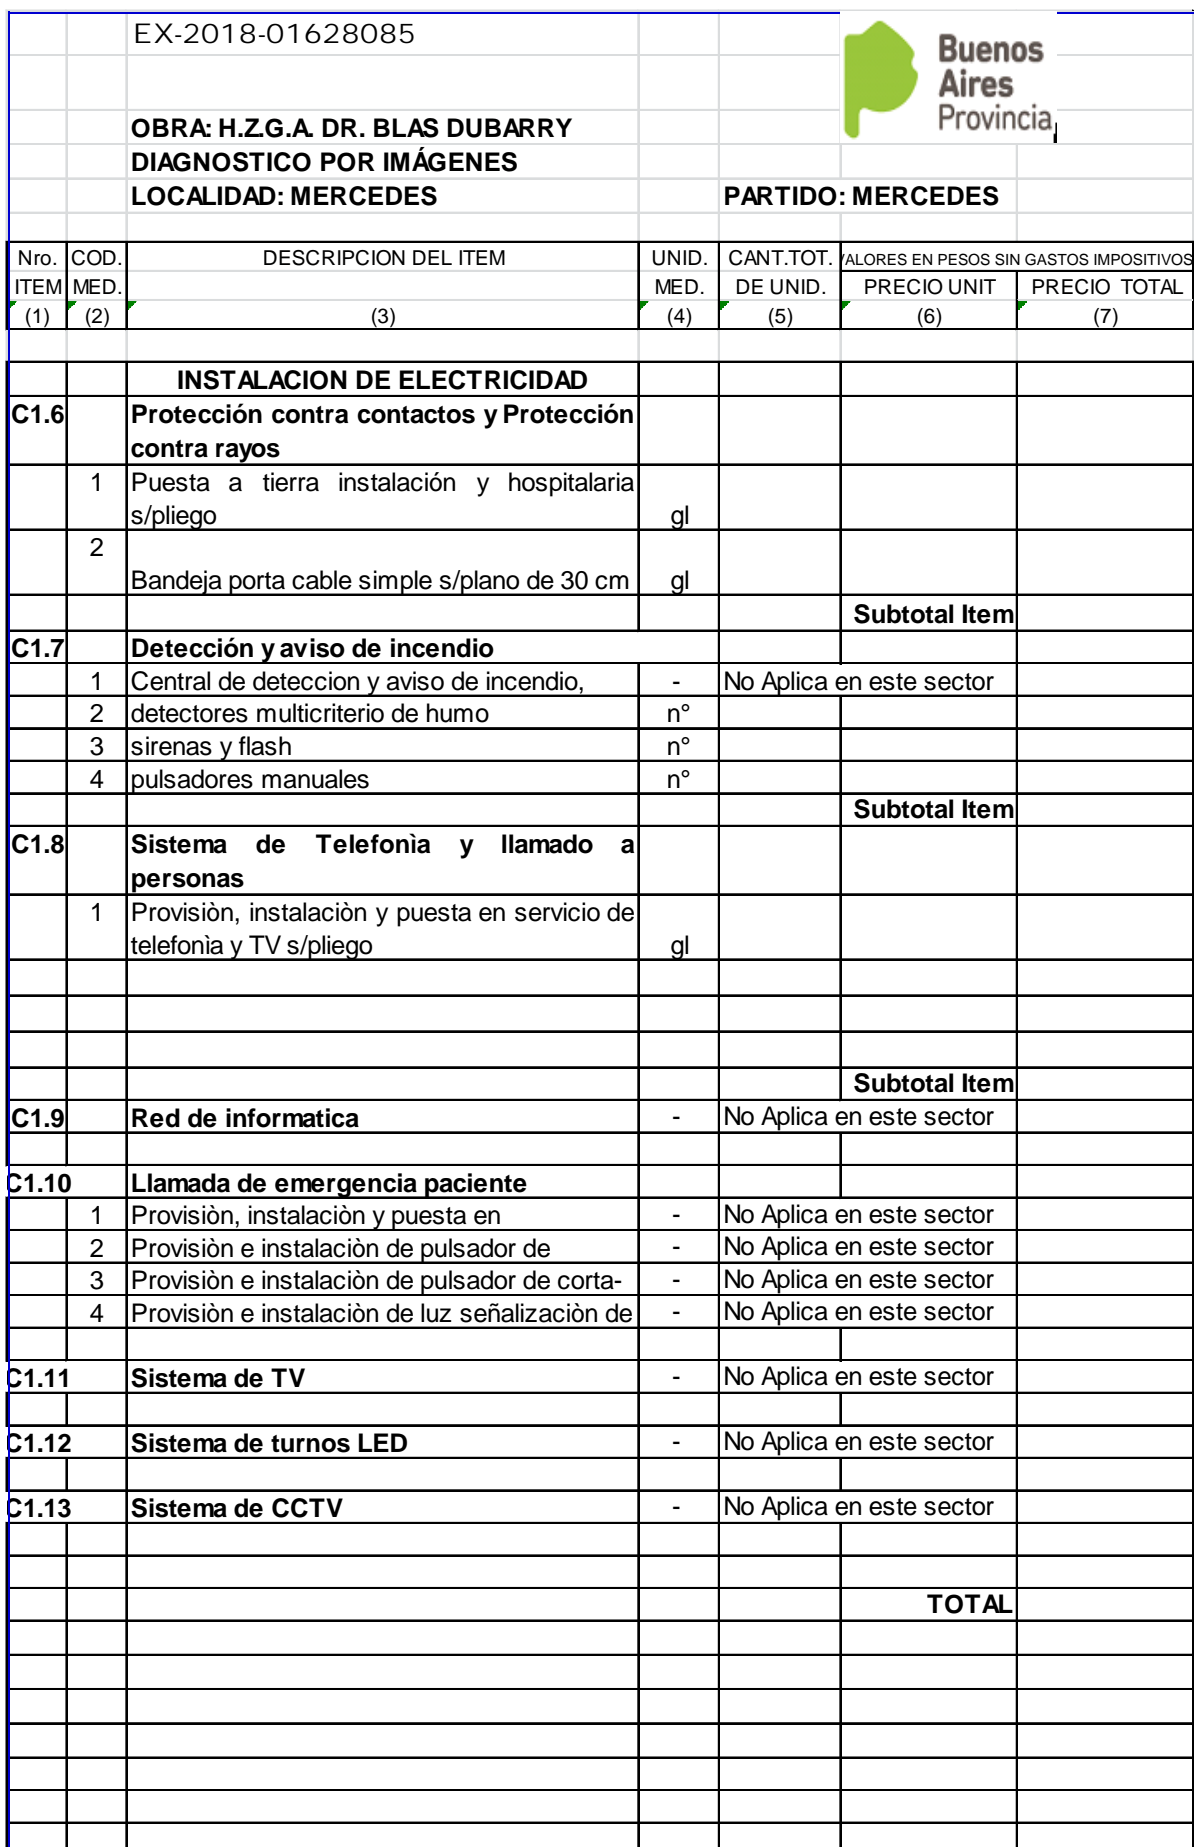 EX-2018-01628085
Buenos
Aires
Provincia
OBRA: H.Z.G.A. DR. BLAS DUBARRY
DIAGNOSTICO POR IMÁGENES
LOCALIDAD: MERCEDES PARTIDO: MERCEDES
Nro. COD. DESCRIPCION DEL ITEM UNID. CANT.TOT. VALORES EN PESOS SIN GASTOS IMPOSITIVOS
ITEM MED. MED. DE UNID. PRECIO UNIT PRECIO TOTAL
(1) (2) (3) (4) (5) (6) (7)
INSTALACION DE ELECTRICIDAD
C1.6 Protección contra contactos y Protección
contra rayos
1 Puesta a tierra instalación y hospitalaria
s/pliego gl
2
Bandeja porta cable simple s/plano de 30 cm gl
Subtotal Item
C1.7 Detección y aviso de incendio
1 Central de deteccion y aviso de incendio, - No Aplica en este sector
2 detectores multicriterio de humo n°
3 sirenas y flash n°
4 pulsadores manuales n°
Subtotal Item
C1.8 Sistema de Telefonìa y llamado a
personas
1 Provisiòn, instalaciòn y puesta en servicio de
telefonìa y TV s/pliego gl
Subtotal Item
C1.9 Red de informatica - No Aplica en este sector
C1.10 Llamada de emergencia paciente
1 Provisiòn, instalaciòn y puesta en - No Aplica en este sector
2 Provisiòn e instalaciòn de pulsador de - No Aplica en este sector
3 Provisiòn e instalaciòn de pulsador de corta- - No Aplica en este sector
4 Provisiòn e instalaciòn de luz señalizaciòn de - No Aplica en este sector
C1.11 Sistema de TV - No Aplica en este sector
C1.12 Sistema de turnos LED - No Aplica en este sector
C1.13 Sistema de CCTV - No Aplica en este sector
TOTAL